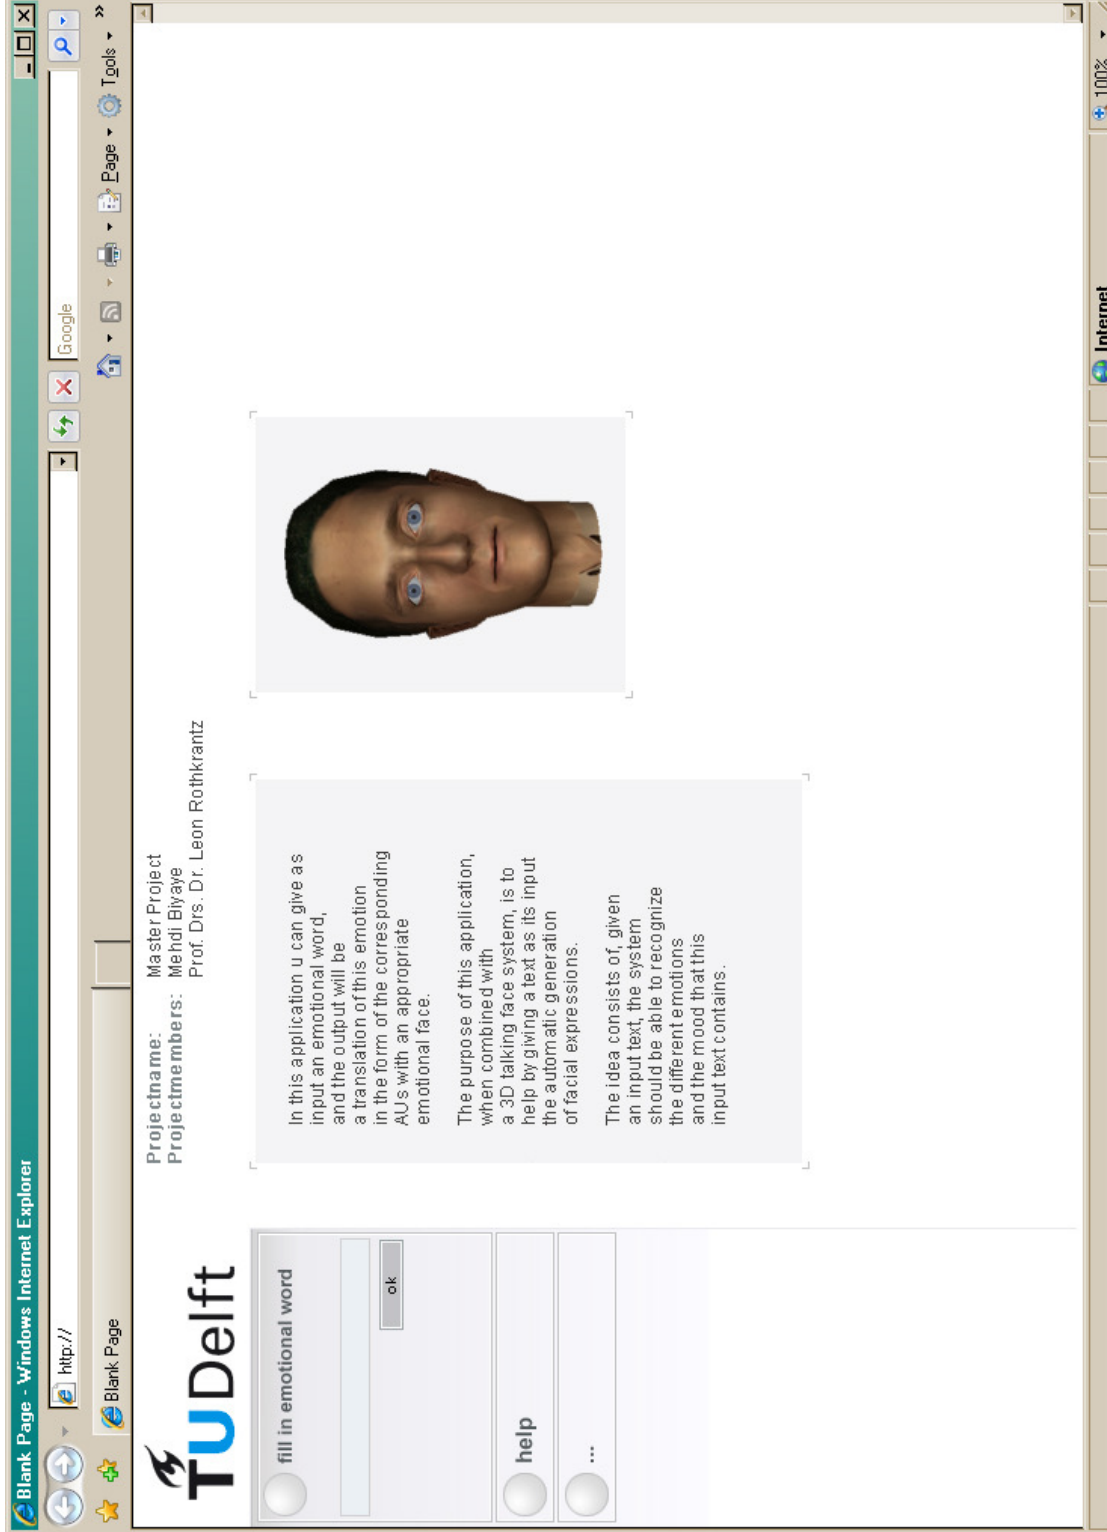 Blank Page - Windows Internet Explorer
http://
Google
Blank Page
Page
Tools
»
TUDelft
Projectname: Master Project
Projectmembers: Mehdi Biyaye
Prof. Drs. Dr. Leon Rothkrantz
fill in emotional word
ok
help
...
In this application u can give as
input an emotional word,
and the output will be
a translation of this emotion
in the form of the corresponding
AUs with an appropriate
emotional face.
The purpose of this application,
when combined with
a 3D talking face system, is to
help by giving a text as its input
the automatic generation
of facial expressions.
The idea consists of, given
an input text, the system
should be able to recognize
the different emotions
and the mood that this
input text contains.
Internet
100%